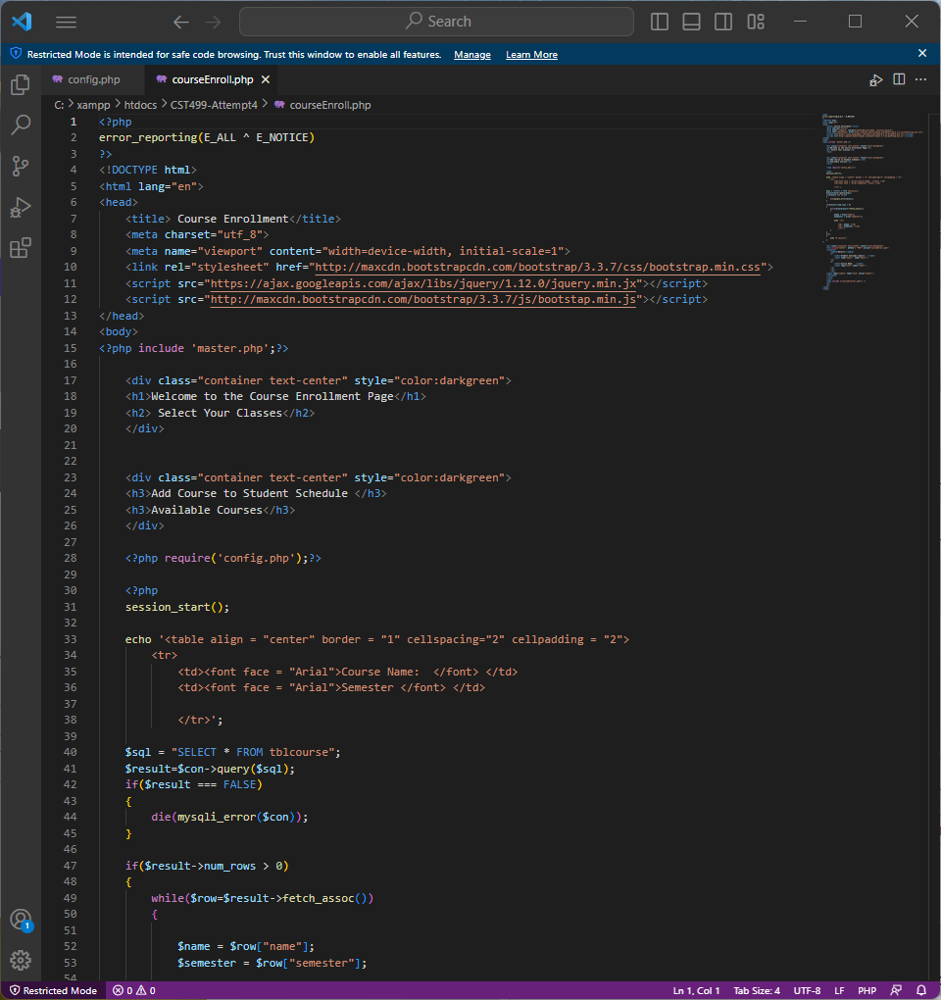 Search
Restricted Mode is intended for safe code browsing. Trust this window to enable all features. Manage Learn More
config.php courseEnroll.php
C: > xampp > htdocs > CST499-Attempt4 > courseEnroll.php
1 <?php
2 error_reporting(E_ALL ^ E_NOTICE)
3 ?>
4 <!DOCTYPE html>
5 <html lang="en">
6 <head>
7 <title> Course Enrollment</title>
8 <meta charset="utf_8">
9 <meta name="viewport" content="width=device-width, initial-scale=1">
10 <link rel="stylesheet" href="http://maxcdn.bootstrapcdn.com/bootstrap/3.3.7/css/bootstrap.min.css">
11 <script src="https://ajax.googleapis.com/ajax/libs/jquery/1.12.0/jquery.min.jx"></script>
12 <script src="http://maxcdn.bootstrapcdn.com/bootstrap/3.3.7/js/bootstap.min.js"></script>
13 </head>
14 <body>
15 <?php include 'master.php';?>
16
17 <div class="container text-center" style="color:darkgreen">
18 <h1>Welcome to the Course Enrollment Page</h1>
19 <h2> Select Your Classes</h2>
20 </div>
21
22
23 <div class="container text-center" style="color:darkgreen">
24 <h3>Add Course to Student Schedule </h3>
25 <h3>Available Courses</h3>
26 </div>
27
28 <?php require('config.php');?>
29
30 <?php
31 session_start();
32
33 echo '<table align = "center" border = "1" cellspacing="2" cellpadding = "2">
34 <tr>
35 <td><font face = "Arial">Course Name:  </font> </td>
36 <td><font face = "Arial">Semester </font> </td>
37
38 </tr>';
39
40 $sql = "SELECT * FROM tblcourse";
41 $result=$con->query($sql);
42 if($result === FALSE)
43 {
44 die(mysqli_error($con));
45 }
46
47 if($result->num_rows > 0)
48 {
49 while($row=$result->fetch_assoc())
50 {
51
52 $name = $row["name"];
53 $semester = $row["semester"];
54
1
Restricted Mode 0 0 Ln 1, Col 1 Tab Size: 4 UTF-8 LF PHP